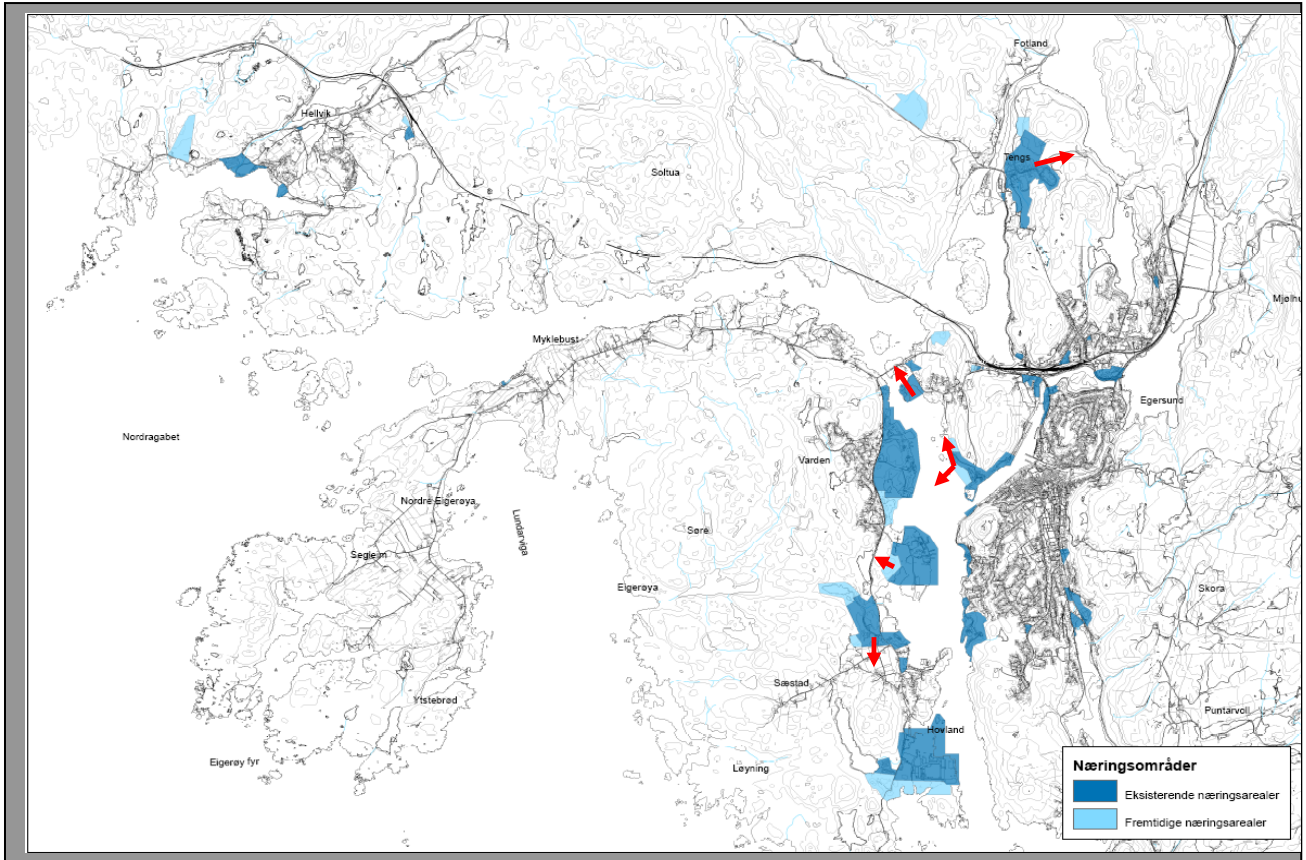 Fotland
Hellvik
Tengs
Soltua
Mjølhu
Myklebust
Egersund
Nordragabet
Varden
Nordre Eigerøya
Lundarviga
Søre
Segleim
Eigerøya
Skora
Sæstad
Ytstebrød
Puntarvoll
Hovland
Eigerøy fyr
Løyning
Næringsområder
Eksisterende næringsarealer
Fremtidige næringsarealer